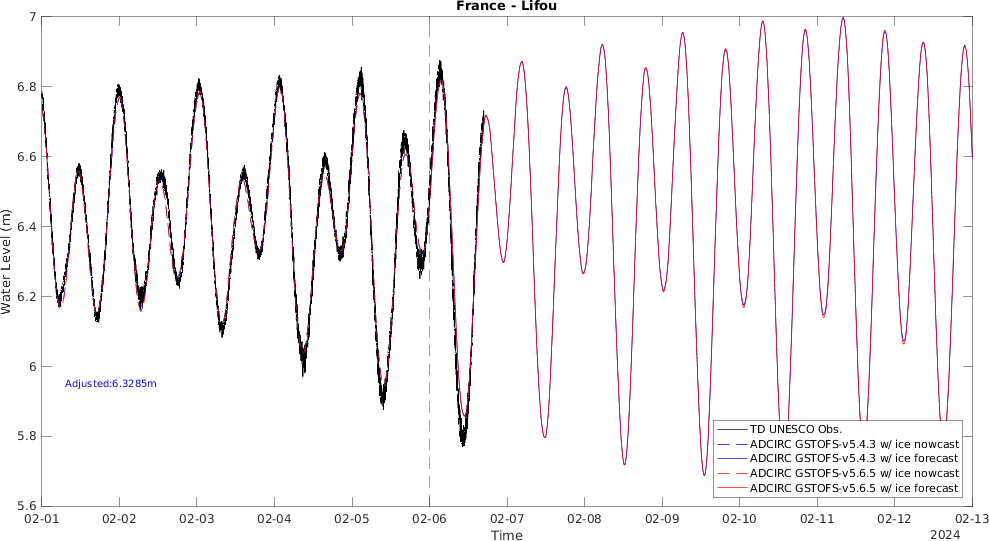 France - Lifou
7
6.8
6.6
6.4
6.2
6
5.8
5.6
Water Level (m)
Adjusted:6.3285m
TD UNESCO Obs.
ADCIRC GSTOFS-v5.4.3 w/ ice nowcast
ADCIRC GSTOFS-v5.4.3 w/ ice forecast
ADCIRC GSTOFS-v5.6.5 w/ ice nowcast
ADCIRC GSTOFS-v5.6.5 w/ ice forecast
02-01 02-02 02-03 02-04 02-05 02-06 02-07 02-08 02-09 02-10 02-11 02-12 02-13
Time
2024